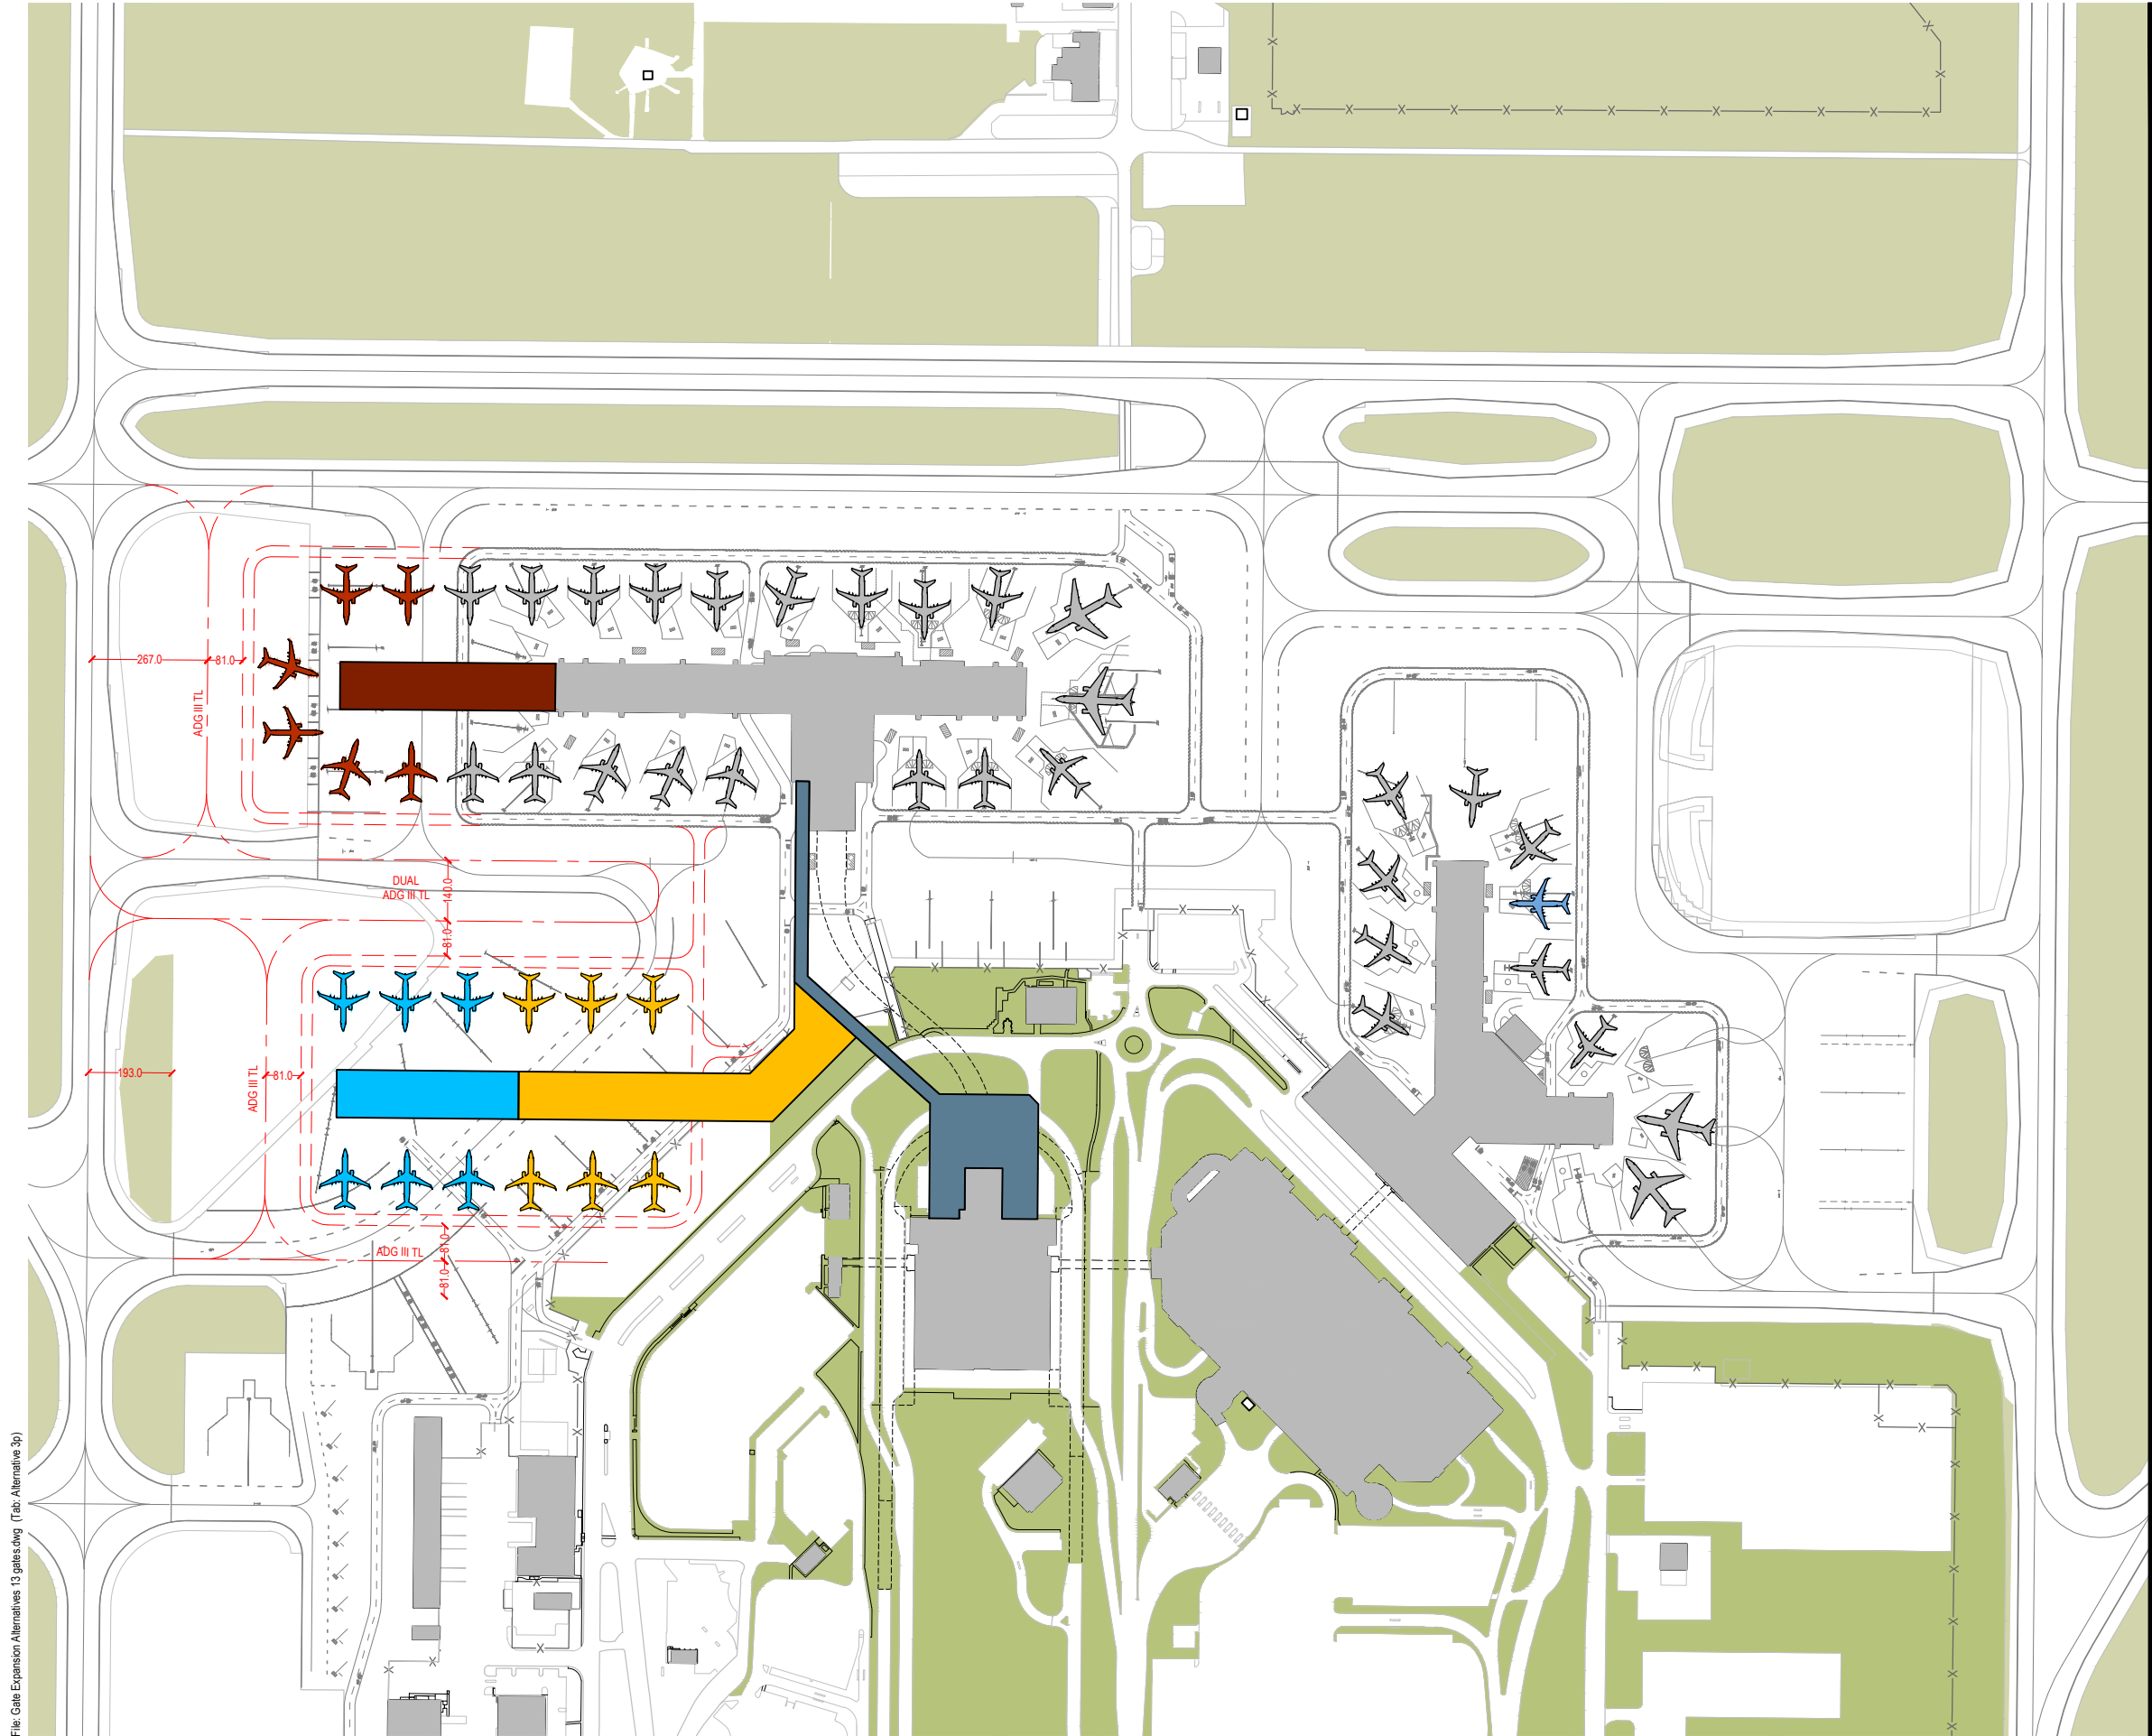 267.0
81.0
ADG III TL
DUAL
ADG III TL
140.0
81.0
193.0
81.0
ADG III TL
ADG III TL
81.0
81.0
File: Gate Expansion Alternatives 13 gates.dwg (Tab: Alternative 3p)